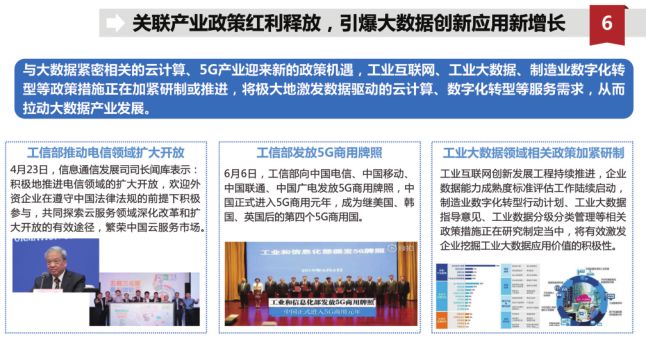 关联产业政策红利释放，引爆大数据创新应用新增长
6
与大数据紧密相关的云计算、5G产业迎来新的政策机遇，工业互联网、工业大数据、制造业数字化转
型等政策措施正在加紧研制或推进，将极大地激发数据驱动的云计算、数字化转型等服务需求，从而
拉动大数据产业发展。
工信部推动电信领域扩大开放
4月23日，信息通信发展司司长闻库表示：
积极地推进电信领域的扩大开放，欢迎外
资企业在遵守中国法律法规的前提下积极
参与，共同探索云服务领域深化改革和扩
大开放的有效途径，繁荣中国云服务市场。
工信部发放5G商用牌照
6月6日，工信部向中国电信、中国移动、
中国联通、中国广电发放5G商用牌照，中
国正式进入5G商用元年，成为继美国、韩
国、英国后的第四个5G商用国。
工业和信息化部颁发5G牌照
工业和信息化部发放5G商用牌照
中国正式进入5G商用元年
工业大数据领域相关政策加紧研制
工业互联网创新发展工程持续推进，企业
数据能力成熟度标准评估工作陆续启动，
制造业数字化转型行动计划、工业大数据
指导意见、工业数据分级分类管理等相关
政策措施正在研究制定当中，将有效激发
企业挖掘工业大数据应用价值的积极性。